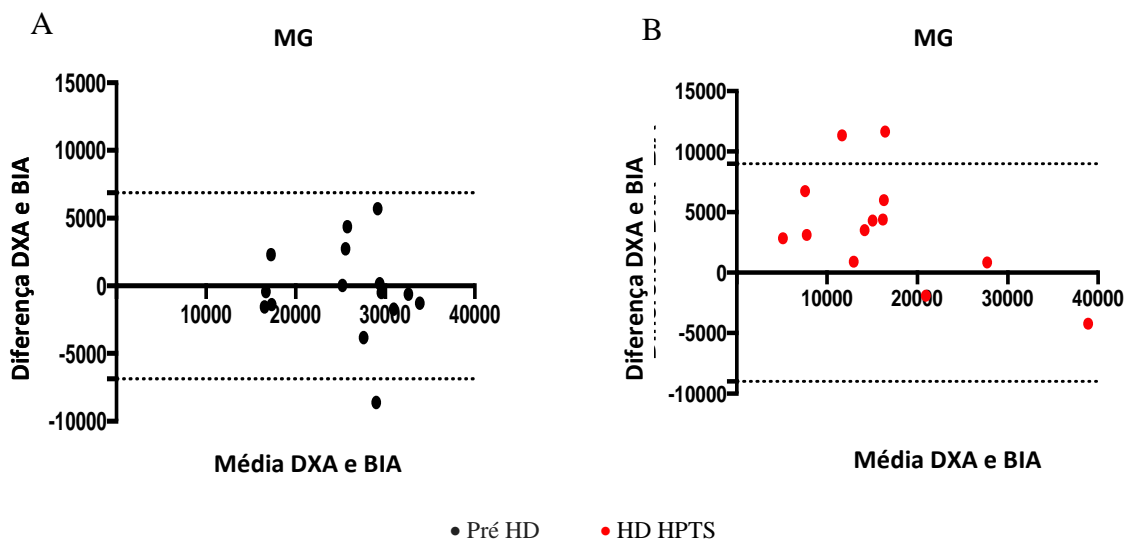 A
MG
15000
10000
5000
0
-5000
-10000
10000 20000 30000 40000
Diferença DXA e BIA
Média DXA e BIA
B
MG
15000
10000
5000
0
-5000
-10000
10000 20000 30000 40000
Diferença DXA e BIA
Média DXA e BIA
Pré HD
HD HPTS